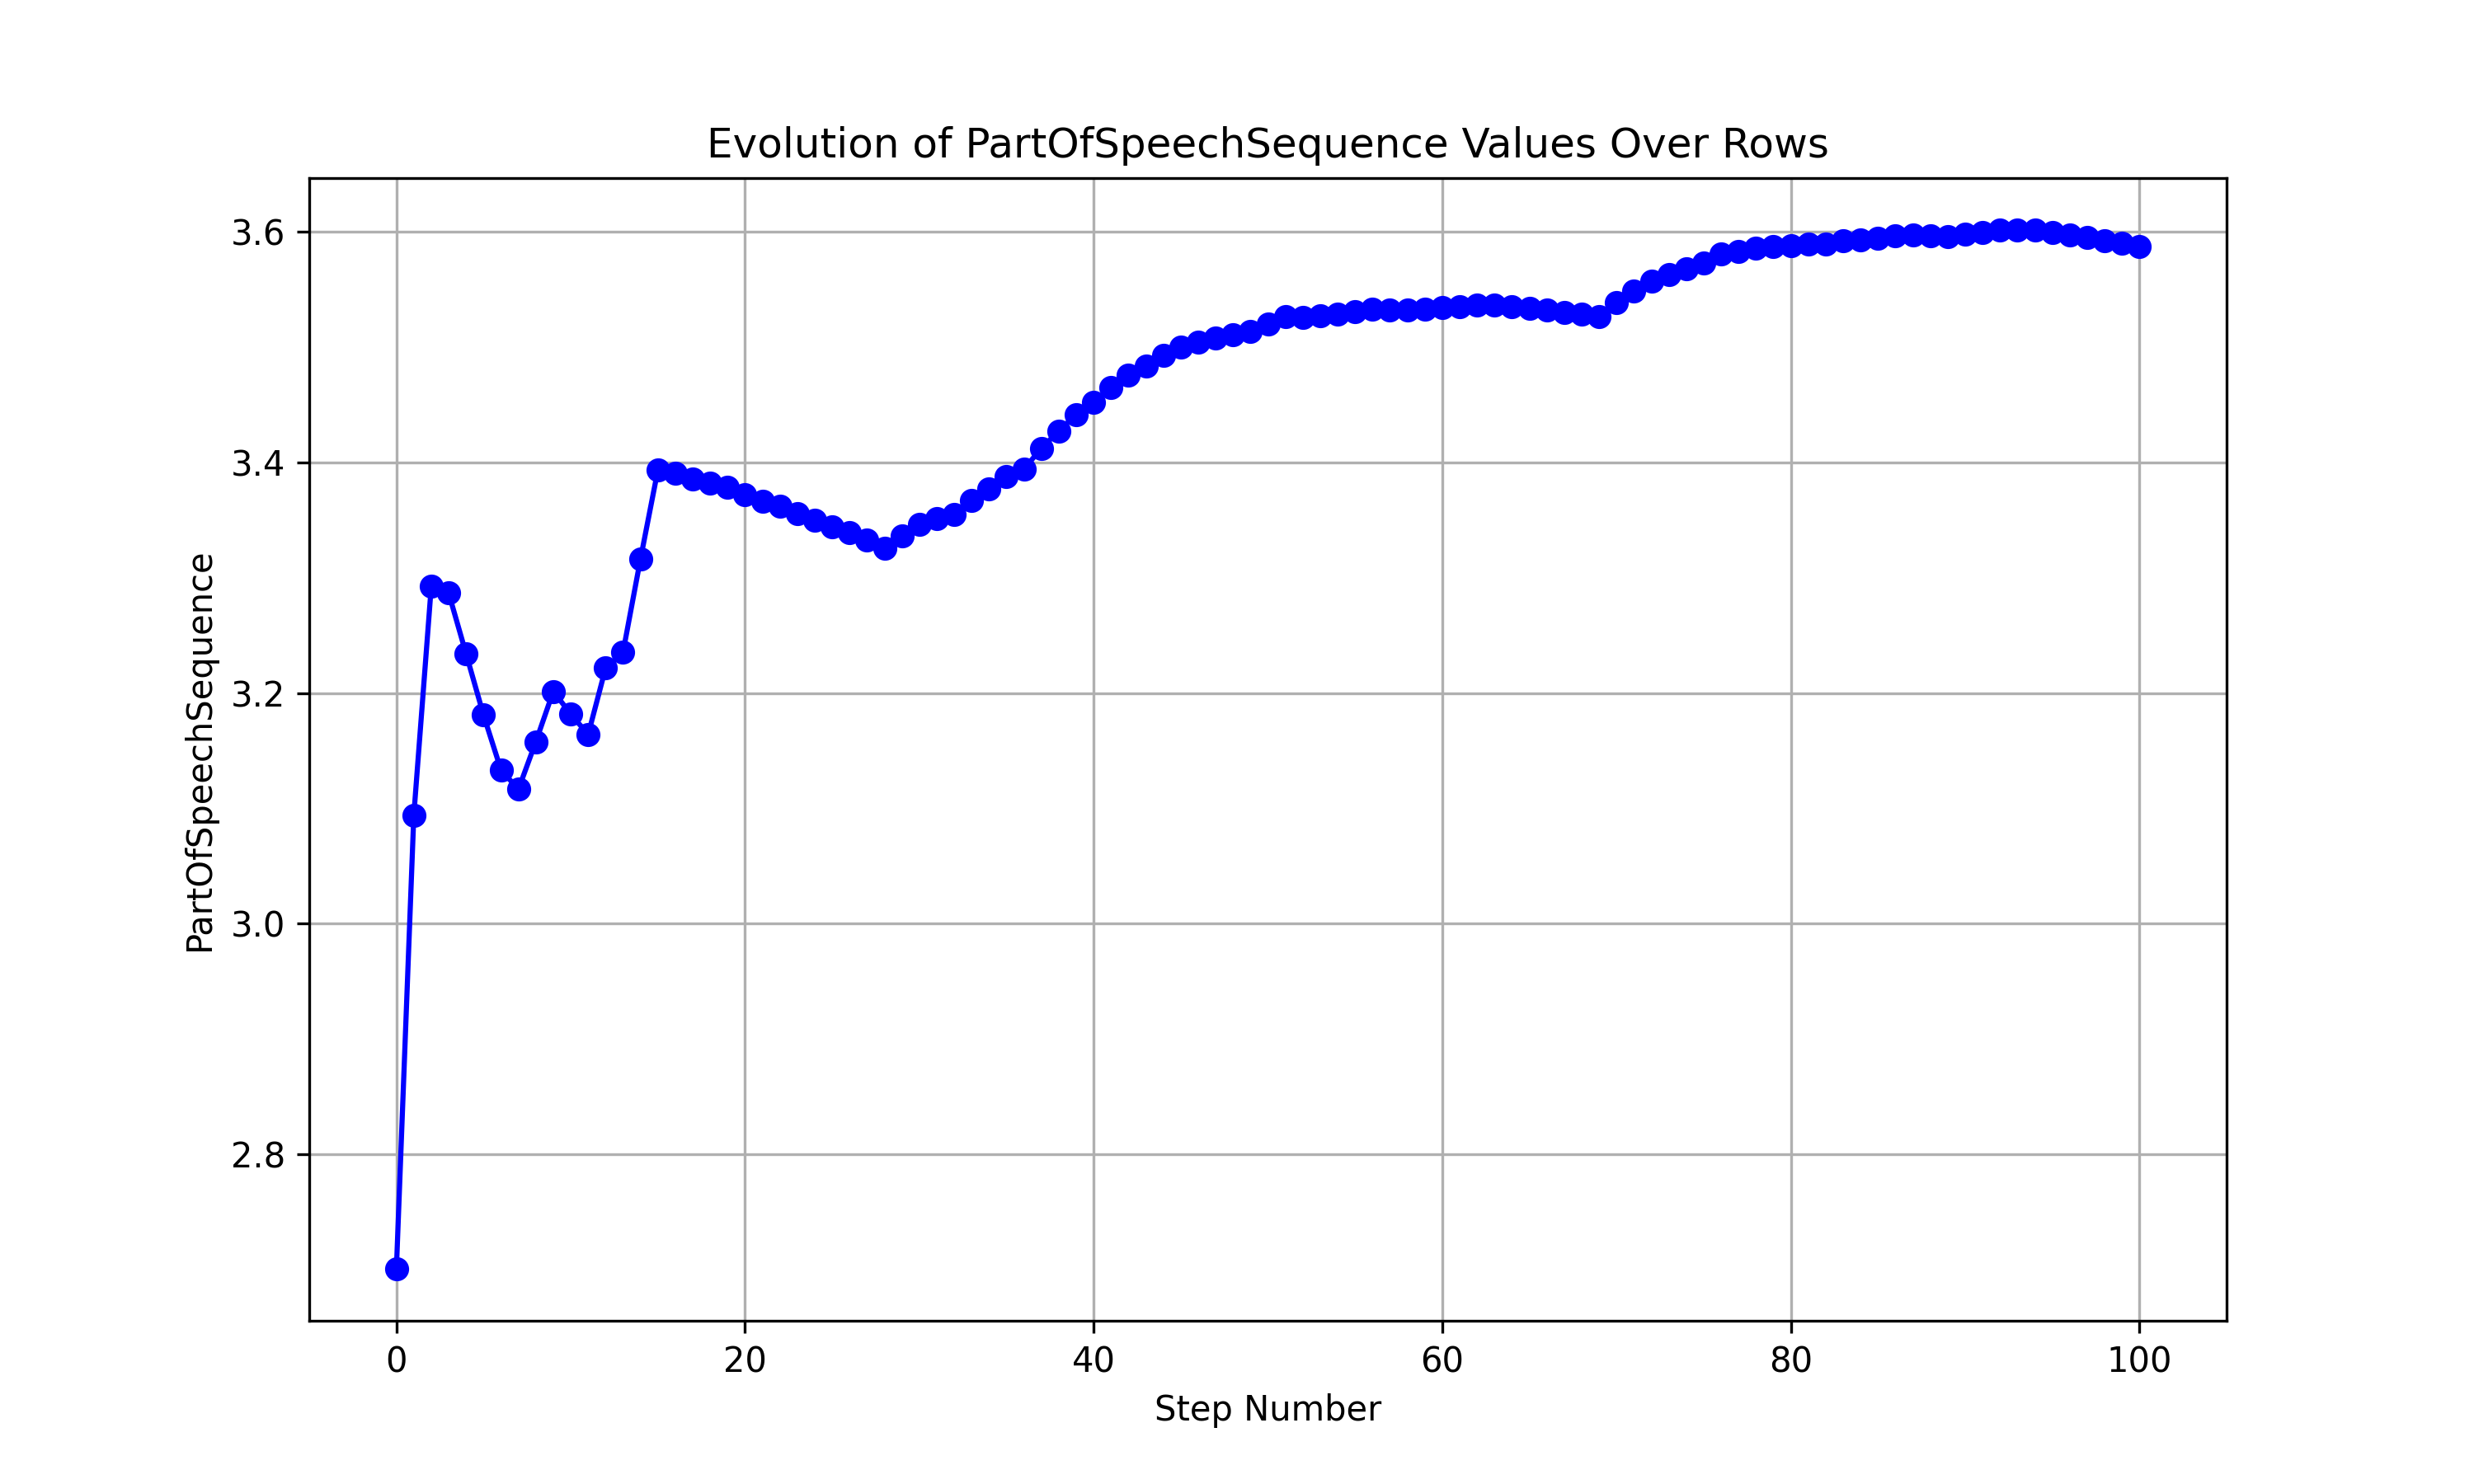 Evolution of PartOfSpeechSequence Values Over Rows
PartOfSpeechSequence
3.6
3.4
3.2
3.0
2.8
0 20 40 60 80 100
Step Number